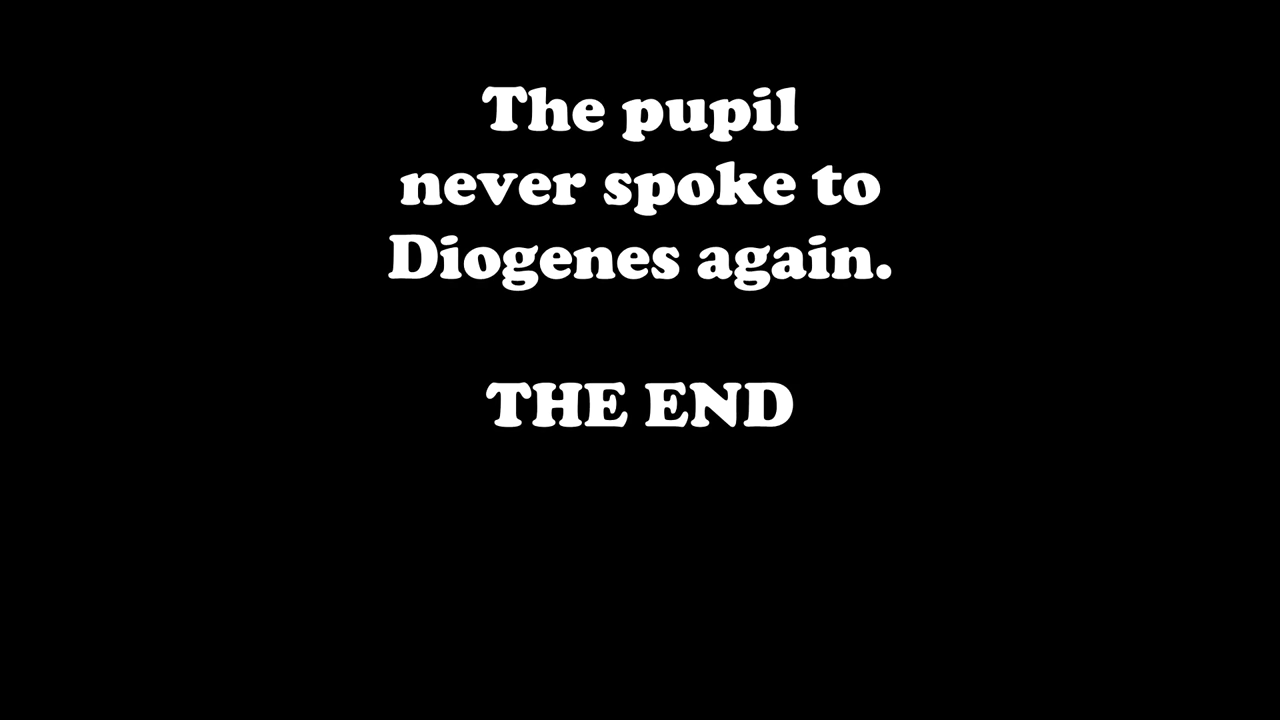 The pupil
never spoke to
Diogenes again.
THE END